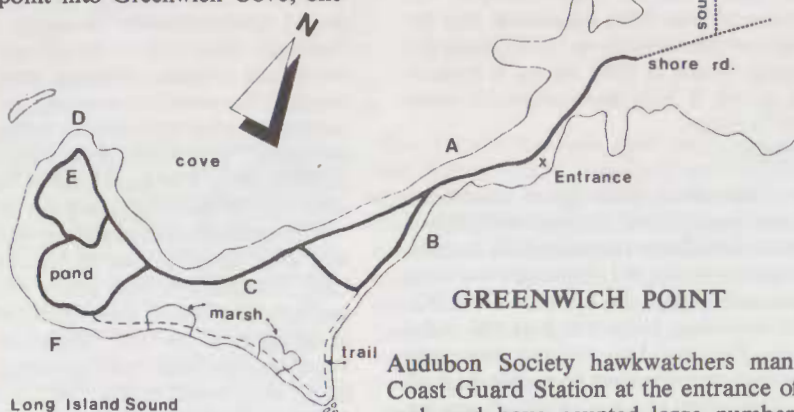 point into Greenwich Cove, the
N
sou
shore rd.
D
A
cove
E
x
Entrance
B
pond
C
GREENWICH POINT
marsh
F
trail
Audubon Society hawkwatchers man
Coast Guard Station at the entrance of
Long Island Sound